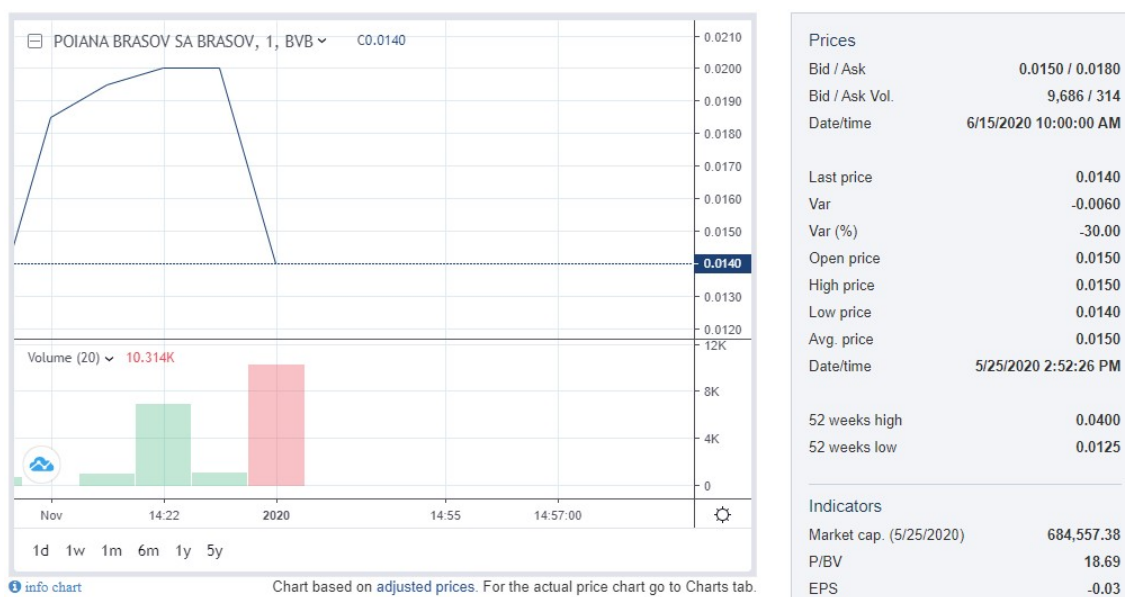 POIANA BRASOV SA BRASOV, 1, BVB C0.0140
0.0210
0.0200
0.0190
0.0180
0.0170
0.0160
0.0150
0.0140
0.0130
0.0120
Volume (20) 10.314K
12K
8K
4K
0
Nov 14:22 2020 14:55 14:57:00
1d 1w 1m 6m 1y 5y
info chart Chart based on adjusted prices. For the actual price chart go to Charts tab.
Prices
Bid / Ask 0.0150 / 0.0180
Bid / Ask Vol. 9,686 / 314
Date/time 6/15/2020 10:00:00 AM
Last price 0.0140
Var -0.0060
Var (%) -30.00
Open price 0.0150
High price 0.0150
Low price 0.0140
Avg. price 0.0150
Date/time 5/25/2020 2:52:26 PM
52 weeks high 0.0400
52 weeks low 0.0125
Indicators
Market cap. (5/25/2020) 684,557.38
P/BV 18.69
EPS -0.03